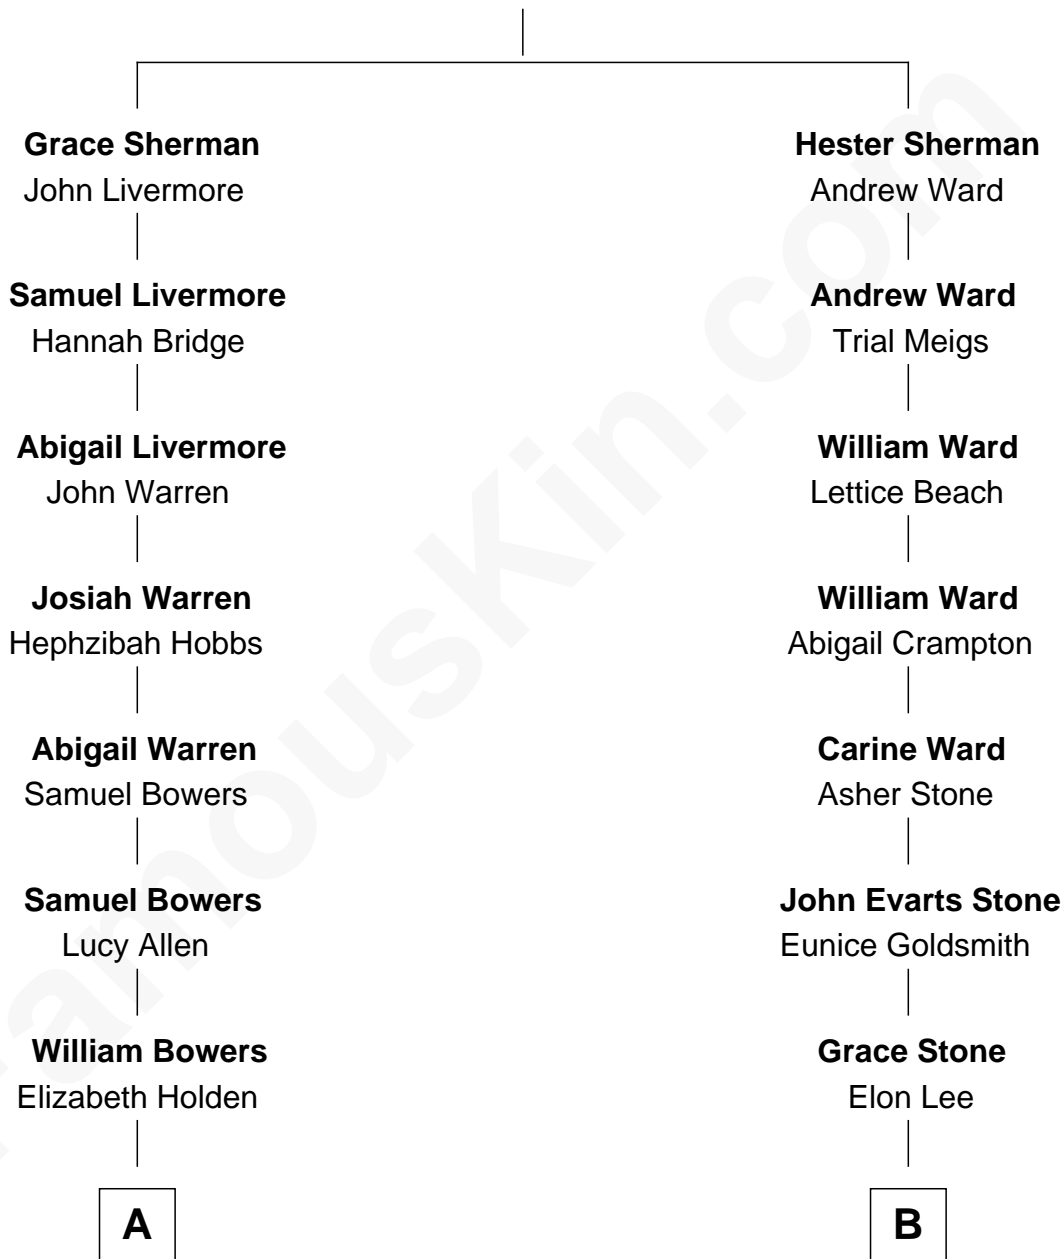 Grace Sherman
John Livermore
Samuel Livermore
Hannah Bridge
Abigail Livermore
John Warren
Josiah Warren
Hephzibah Hobbs
Abigail Warren
Samuel Bowers
Samuel Bowers
Lucy Allen
William Bowers
Elizabeth Holden
A
Hester Sherman
Andrew Ward
Andrew Ward
Trial Meigs
William Ward
Lettice Beach
William Ward
Abigail Crampton
Carine Ward
Asher Stone
John Evarts Stone
Eunice Goldsmith
Grace Stone
Elon Lee
B
FamousKin.com